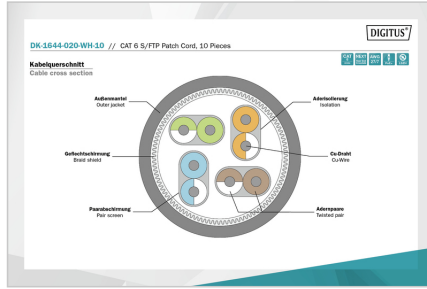 DIGITUS®
DK-1644-020-WH-10 // CAT 6 S/FTP Patch Cord, 10 Pieces
Kabelquerschnitt
Cable cross section
Außenmantel
Outer jacket
Aderisolierung
Isolation
Geflechtschirmung
Braid shield
Cu-Draht
Cu-Wire
Paarabschirmung
Pair screen
Adernpaare
Twisted pair